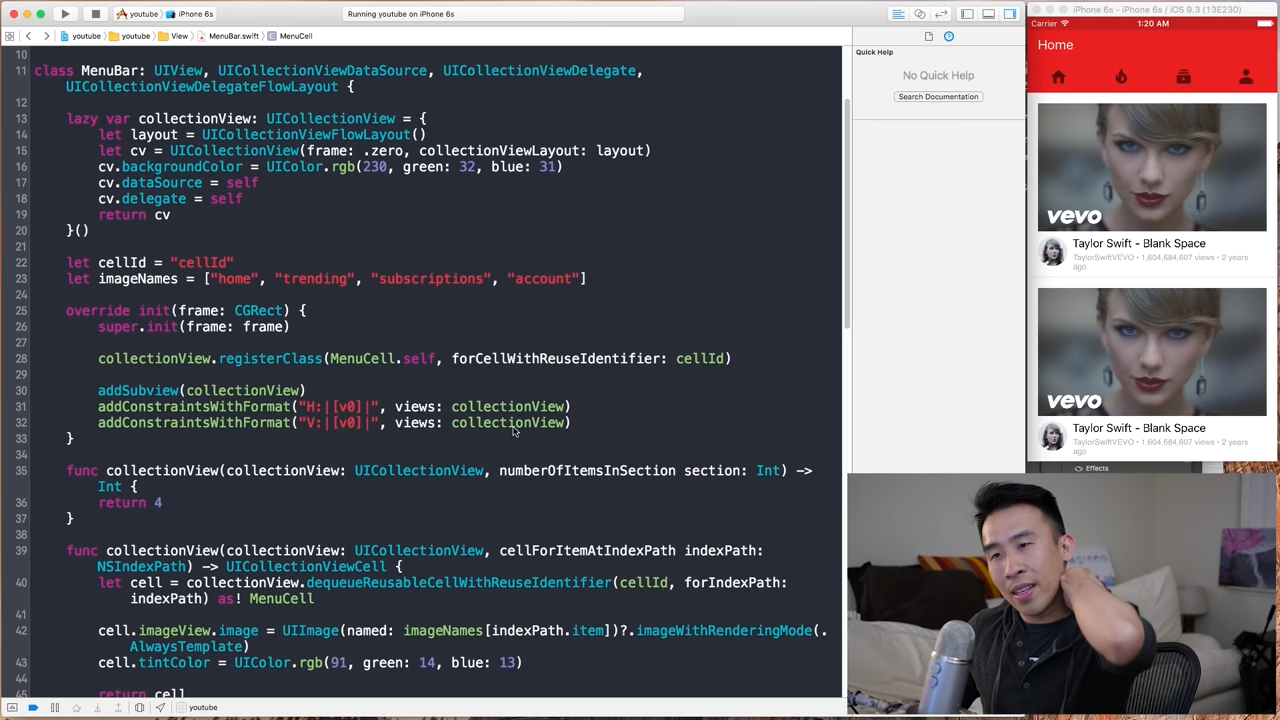 youtube
iPhone 6s
Running youtube on iPhone 6s
youtube
youtube
View
MenuBar.swift
C
MenuCell
10
11 class MenuBar: UIView, UICollectionViewDataSource, UICollectionViewDelegate,
UICollectionViewDelegateFlowLayout {
12
13 lazy var collectionView: UICollectionView = {
14 let layout = UICollectionViewFlowLayout()
15 let cv = UICollectionView(frame: .zero, collectionViewLayout: layout)
16 cv.backgroundColor = UIColor.rgb(230, green: 32, blue: 31)
17 cv.dataSource = self
18 cv.delegate = self
19 return cv
20 }()
21
22 let cellId = "cellId"
23 let imageNames = ["home", "trending", "subscriptions", "account"]
24
25 override init(frame: CGRect) {
26 super.init(frame: frame)
27
28 collectionView.registerClass(MenuCell.self, forCellWithReuseIdentifier: cellId)
29
30 addSubview(collectionView)
31 addConstraintsWithFormat("H:|[v0]|", views: collectionView)
32 addConstraintsWithFormat("V:|[v0]|", views: collectionView)
33 }
34
35 func collectionView(collectionView: UICollectionView, numberOfItemsInSection section: Int) ->
Int {
36 return 4
37 }
38
39 func collectionView(collectionView: UICollectionView, cellForItemAtIndexPath indexPath:
NSIndexPath) -> UICollectionViewCell {
40 let cell = collectionView.dequeueReusableCellWithReuseIdentifier(cellId, forIndexPath:
indexPath) as! MenuCell
41
42 cell.imageView.image = UIImage(named: imageNames[indexPath.item])?.imageWithRenderingMode(.
AlwaysTemplate)
43 cell.tintColor = UIColor.rgb(91, green: 14, blue: 13)
44
45 return cell
youtube
Quick Help
No Quick Help
Search Documentation
iPhone 6s - iPhone 6s / iOS 9.3 (13E230)
Carrier
1:20 AM
Home
vevo
Taylor Swift - Blank Space
TaylorSwiftVEVO • 1,604,684,607 views • 2 years
ago
vevo
Taylor Swift - Blank Space
TaylorSwiftVEVO • 1,604,684,607 views • 2 years
ago
Effects